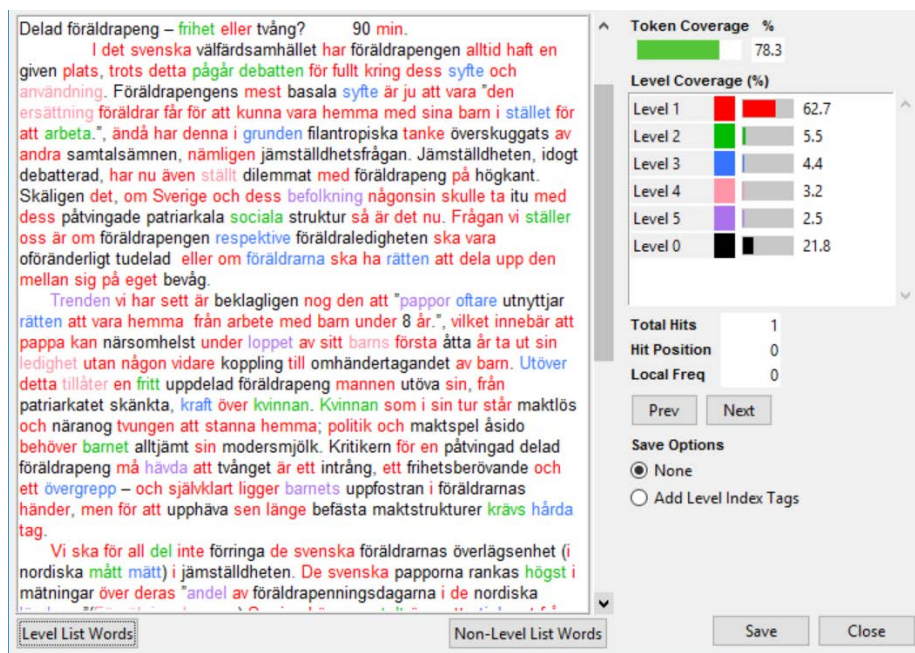 Delad föräldrapeng – frihet eller tvång? 90 min.
I det svenska välfärdsamhället har föräldrapengen alltid haft en
given plats, trots detta pågår debatten för fullt kring dess syfte och
användning. Föräldrapengens mest basala syfte är ju att vara "den
ersättning föräldrar får för att kunna vara hemma med sina barn i stället för
att arbeta.", ändå har denna i grunden filantropiska tanke överskuggats av
andra samtalsämnen, nämligen jämställdhetsfrågan. Jämställdheten, idogt
debatterad, har nu även ställt dilemmat med föräldrapeng på högkant.
Skäligen det, om Sverige och dess befolkning någonsin skulle ta itu med
dess påtvingade patriarkala sociala struktur så är det nu. Frågan vi ställer
oss är om föräldrapengen respektive föräldraledigheten ska vara
oföränderligt tudelad eller om föräldrarna ska ha rätten att dela upp den
mellan sig på eget bevåg.
Trenden vi har sett är beklagligen nog den att "pappor oftare utnyttjar
rätten att vara hemma från arbete med barn under 8 år.", vilket innebär att
pappa kan närsomhelst under loppet av sitt barns första åtta år ta ut sin
ledighet utan någon vidare koppling till omhändertagandet av barn. Utöver
detta tillåter en fritt uppdelad föräldrapeng mannen utöva sin, från
patriarkatet skänkta, kraft över kvinnan. Kvinnan som i sin tur står maktlös
och näranog tvungen att stanna hemma; politik och maktspel åsido
behöver barnet alltjämt sin modersmjölk. Kritikern för en påtvingad delad
föräldrapeng må hävda att tvånget är ett intrång, ett frihetsberövande och
ett övergrepp – och självklart ligger barnets uppfostran i föräldrarnas
händer, men för att upphäva sen länge befästa maktstrukturer krävs hårda
tag.
Vi ska för all del inte förringa de svenska föräldrarnas överlägsenhet (i
nordiska mått mätt) i jämställdheten. De svenska papporna rankas högst i
mätningar över deras "andel av föräldrapenningsdagarna i de nordiska
Level List Words
Non-Level List Words
Token Coverage %
78.3
Level Coverage (%)
Level 1 62.7
Level 2 5.5
Level 3 4.4
Level 4 3.2
Level 5 2.5
Level 0 21.8
Total Hits 1
Hit Position 0
Local Freq 0
Prev Next
Save Options
None
Add Level Index Tags
Save Close